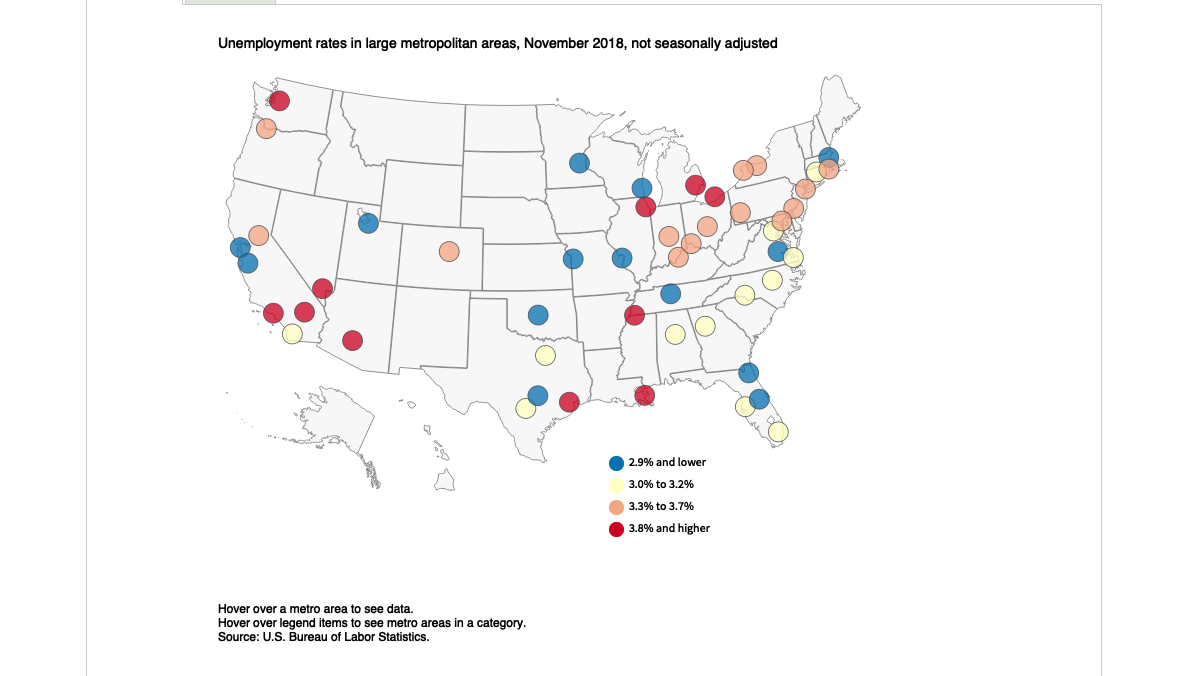 Unemployment rates in large metropolitan areas, November 2018, not seasonally adjusted
2.9% and lower
3.0% to 3.2%
3.3% to 3.7%
3.8% and higher
Hover over a metro area to see data.
Hover over legend items to see metro areas in a category.
Source: U.S. Bureau of Labor Statistics.